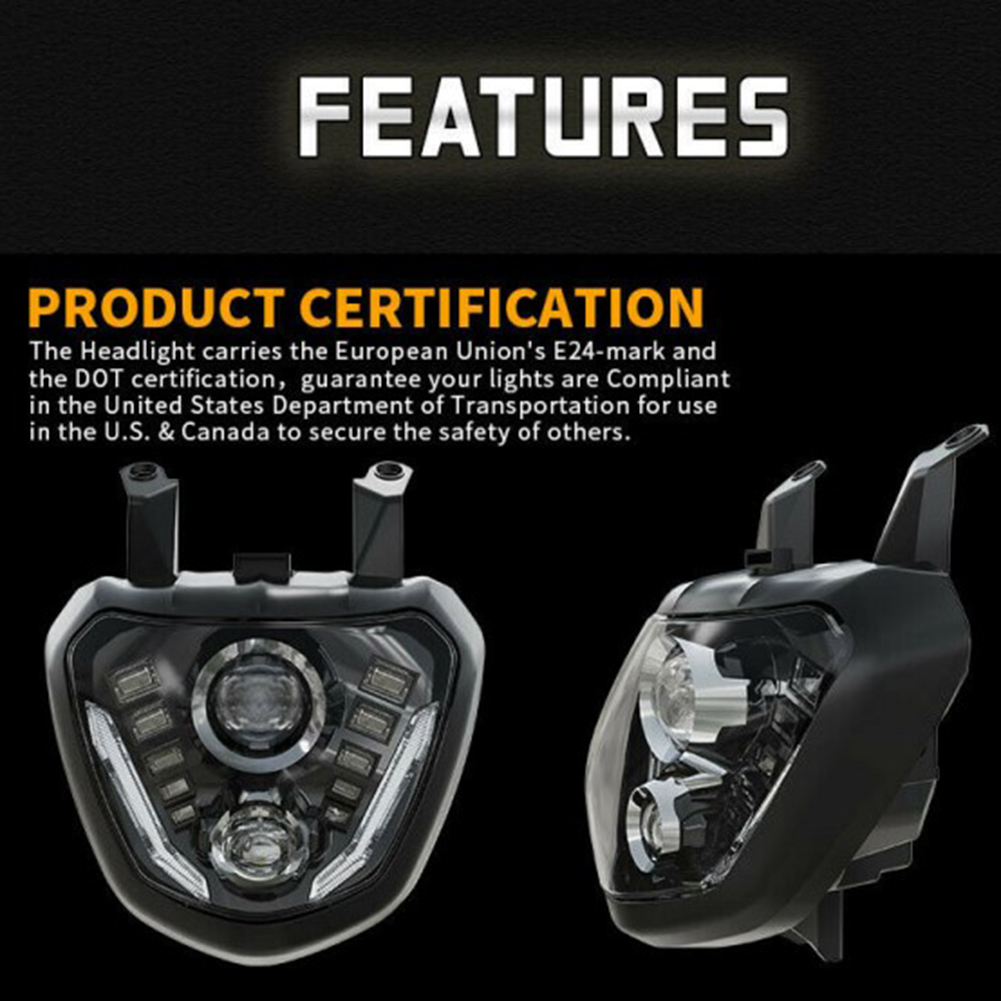 FEATURES
PRODUCT CERTIFICATION
The Headlight carries the European Union's E24-mark and
the DOT certification, guarantee your lights are Compliant
in the United States Department of Transportation for use
in the U.S. & Canada to secure the safety of others.